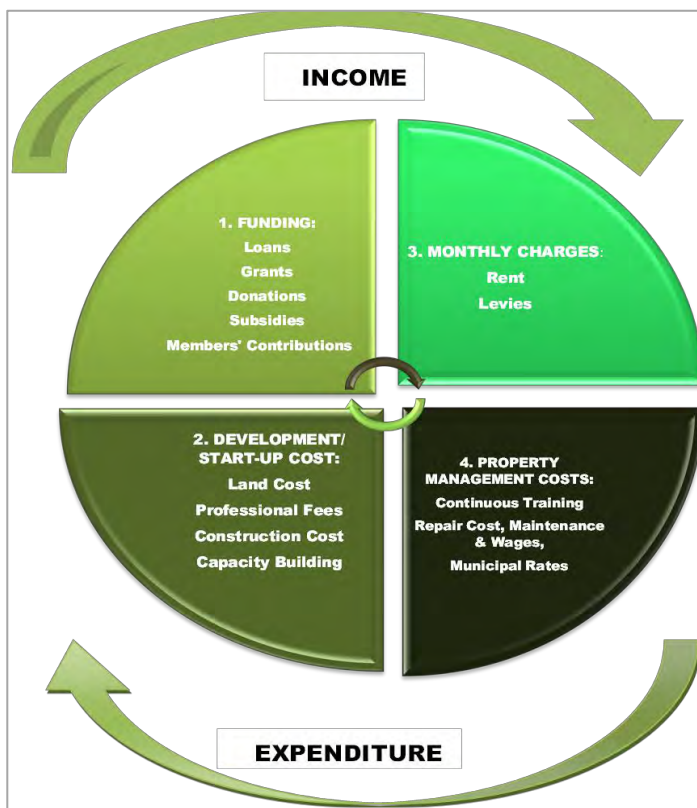 INCOME
1. FUNDING:
Loans
Grants
Donations
Subsidies
Members' Contributions
3. MONTHLY CHARGES:
Rent
Levies
2. DEVELOPMENT/
START-UP COST:
Land Cost
Professional Fees
Construction Cost
Capacity Building
4. PROPERTY
MANAGEMENT COSTS:
Continuous Training
Repair Cost, Maintenance
& Wages,
Municipal Rates
EXPENDITURE